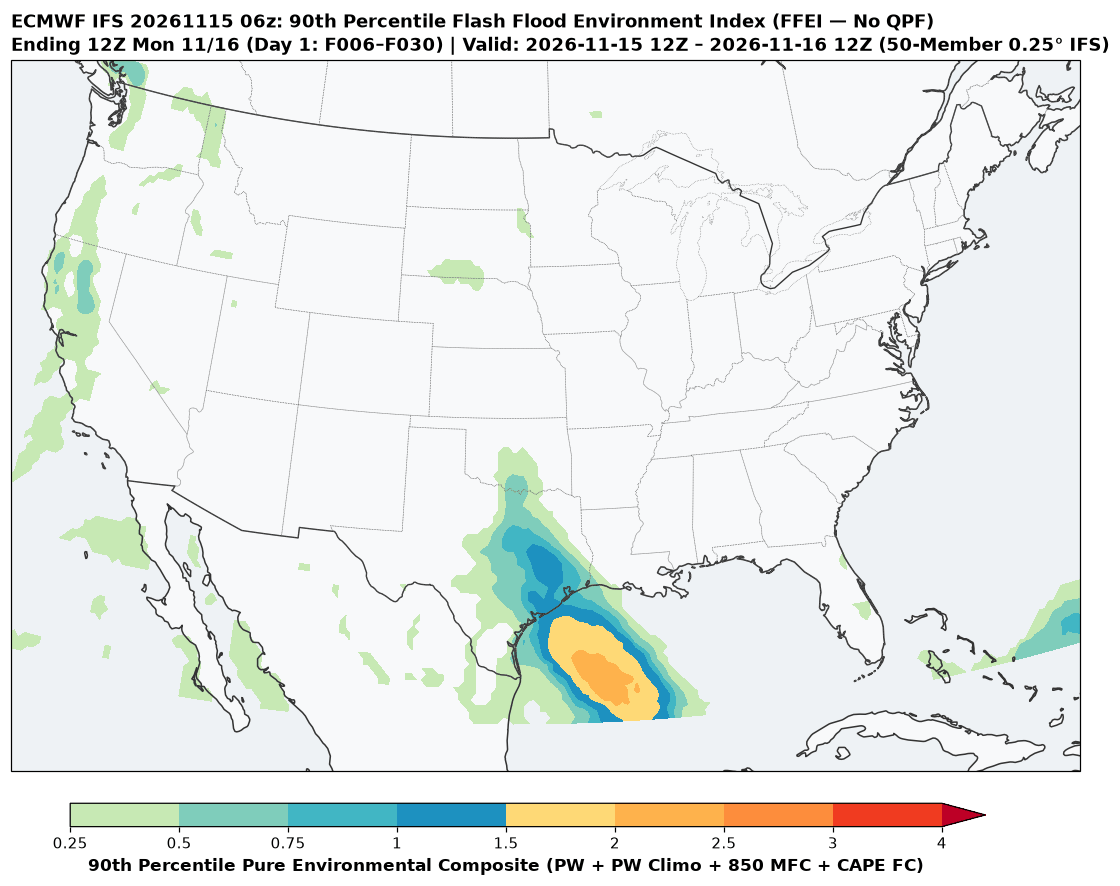 ECMWF IFS 20261115 06z: 90th Percentile Flash Flood Environment Index (FFEI — No QPF)
Ending 12Z Mon 11/16 (Day 1: F006–F030) | Valid: 2026-11-15 12Z – 2026-11-16 12Z (50-Member 0.25° IFS)
0.25 0.5 0.75 1 1.5 2 2.5 3 4
90th Percentile Pure Environmental Composite (PW + PW Climo + 850 MFC + CAPE FC)